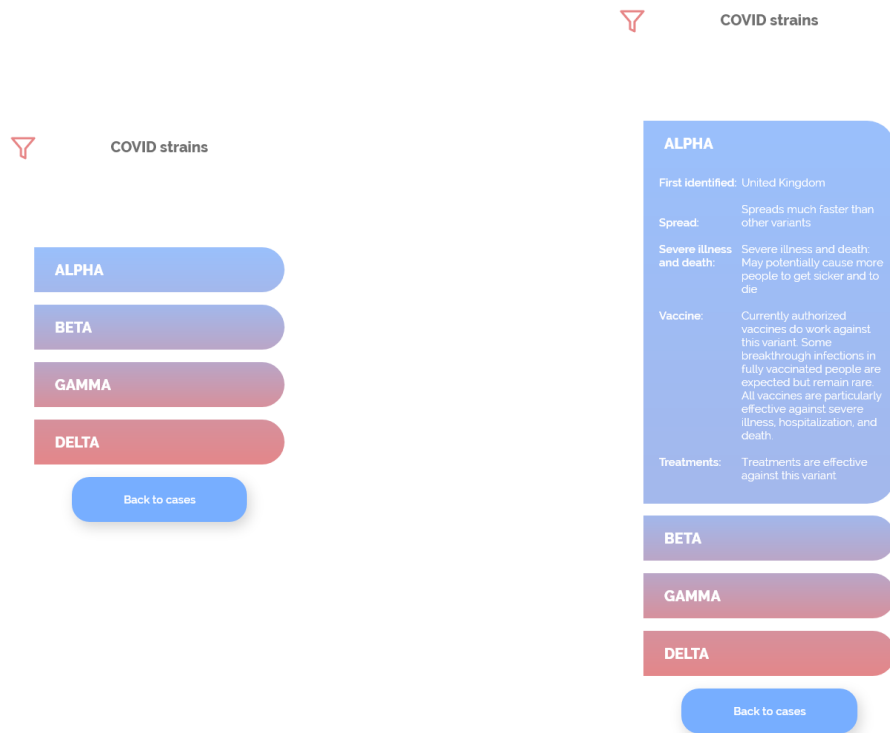 COVID strains
ALPHA
BETA
GAMMA
DELTA
Back to cases
COVID strains
ALPHA
First identified: United Kingdom
Spread: Spreads much faster than
other variants
Severe illness
and death:
Severe illness and death:
May potentially cause more
people to get sicker and to
die
Vaccine: Currently authorized
vaccines do work against
this variant. Some
breakthrough infections in
fully vaccinated people are
expected but remain rare.
All vaccines are particularly
effective against severe
illness, hospitalization, and
death.
Treatments: Treatments are effective
against this variant
BETA
GAMMA
DELTA
Back to cases